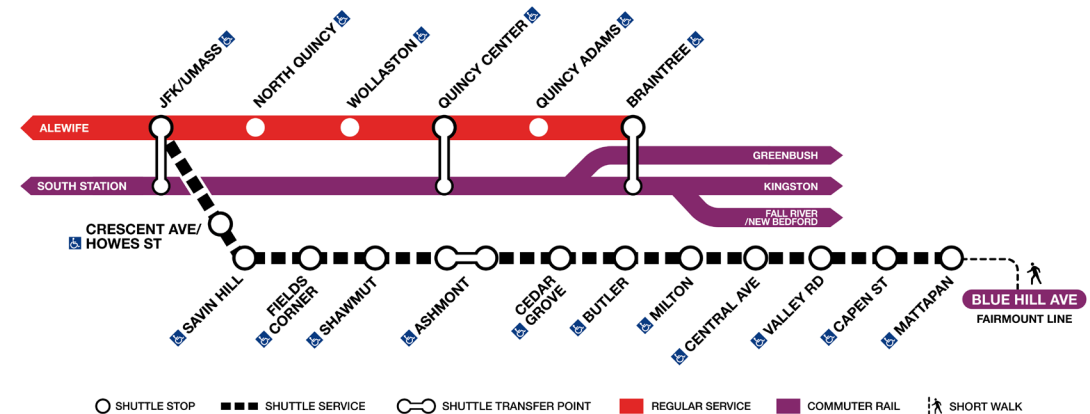 JFK/UMASS
NORTH QUINCY
WOLLASTON
QUINCY CENTER
QUINCY ADAMS
BRAINTREE
ALEWIFE
GREENBUSH
SOUTH STATION
KINGSTON
FALL RIVER
/NEW BEDFORD
CRESCENT AVE/
HOWES ST
SAVIN HILL
FIELDS
CORNER
SHAWMUT
ASHMONT
CEDAR
GROVE
BUTLER
MILTON
CENTRAL AVE
VALLEY RD
CAPEN ST
MATTAPAN
BLUE HILL AVE
FAIRMOUNT LINE
SHUTTLE STOP
SHUTTLE SERVICE
SHUTTLE TRANSFER POINT
REGULAR SERVICE
COMMUTER RAIL
SHORT WALK